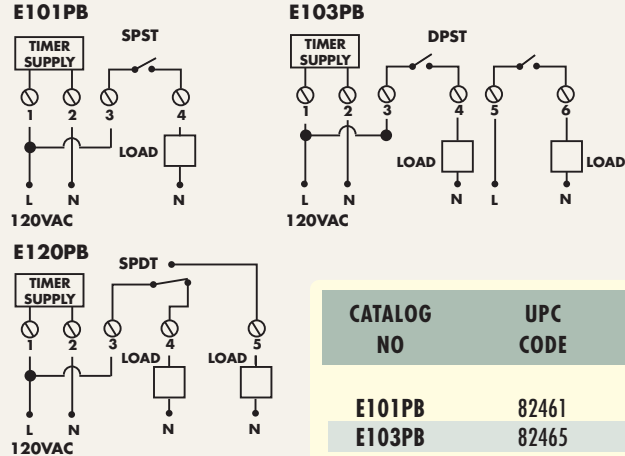 E101PB
SPST
TIMER
SUPPLY
1 2 3 4
LOAD
L N N
120VAC
E103PB
DPST
TIMER
SUPPLY
1 2 3 4 5 6
LOAD LOAD
L N N L N
120VAC
E120PB
SPDT
TIMER
SUPPLY
1 2 3 4 5
LOAD LOAD
L N N N
120VAC
CATALOG UPC
NO CODE
E101PB 82461
E103PB 82465